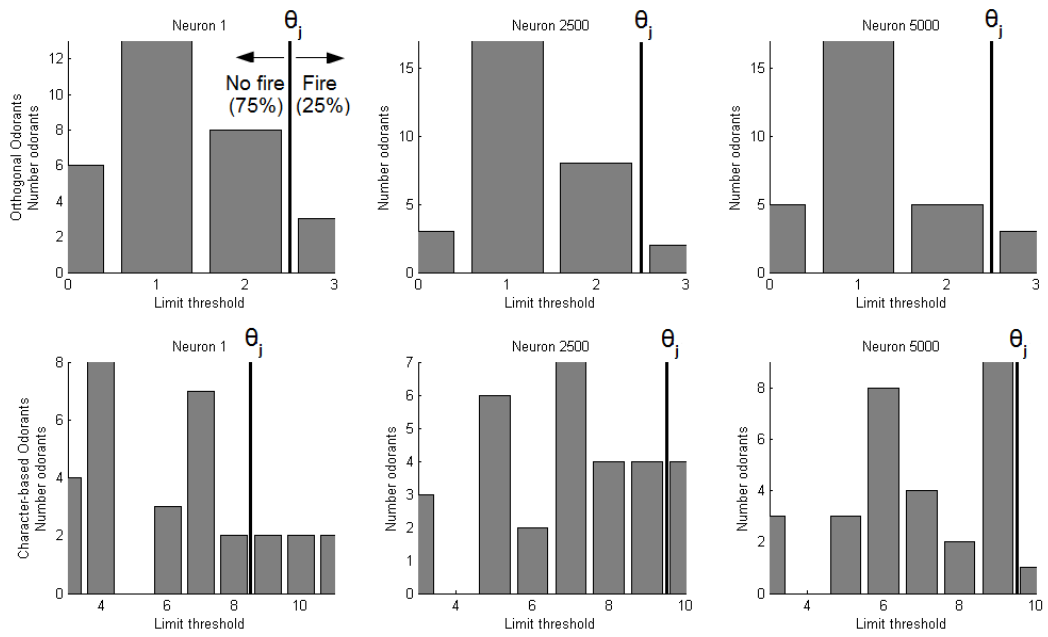 Neuron 1
θj
No fire
(75%)
Fire
(25%)
Orthogonal Odorants
Number odorants
12
10
8
6
4
2
0
0 1 2 3
Limit threshold
Neuron 2500
θj
Number odorants
15
10
5
0
0 1 2 3
Limit threshold
Neuron 5000
θj
Number odorants
15
10
5
0
0 1 2 3
Limit threshold
Neuron 1
θj
Character-based Odorants
Number odorants
8
6
4
2
0
4 6 8 10
Limit threshold
Neuron 2500
θj
Number odorants
7
6
5
4
3
2
1
0
4 6 8 10
Limit threshold
Neuron 5000
θj
Number odorants
8
6
4
2
0
4 6 8 10
Limit threshold